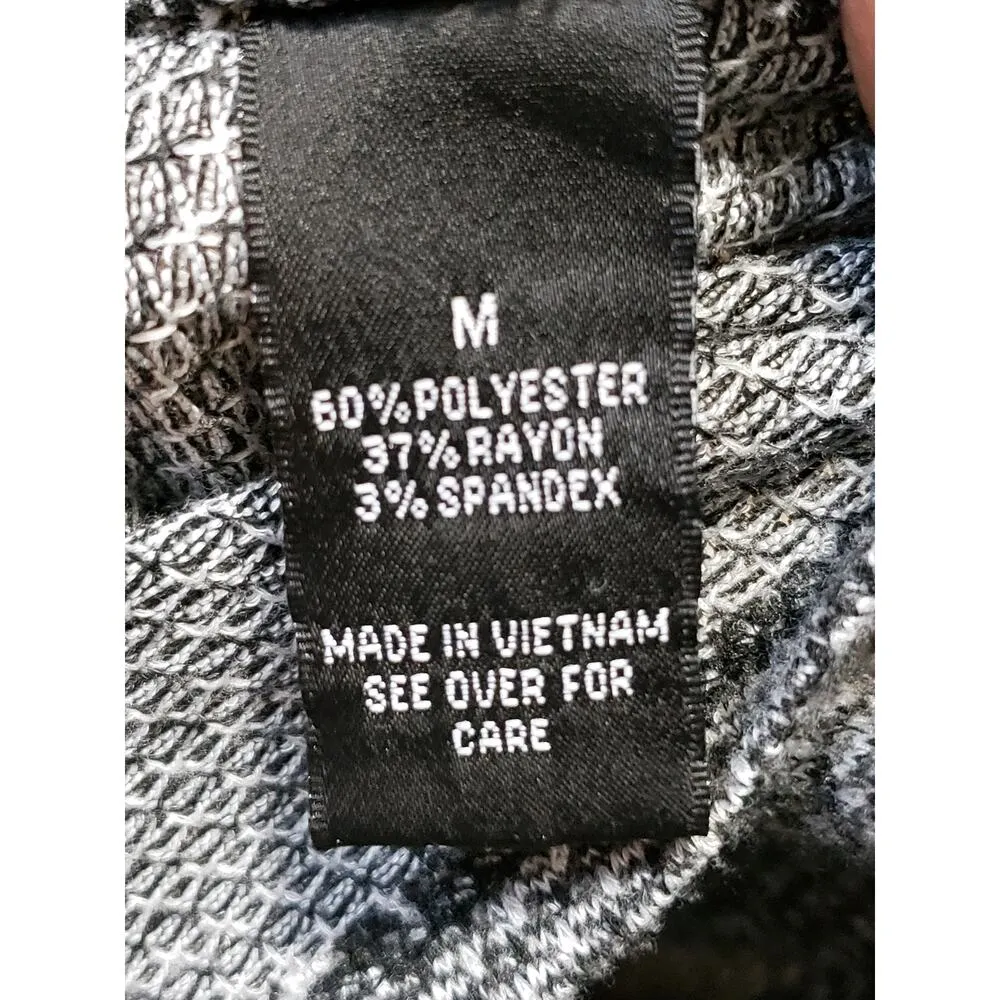 M
60% POLYESTER
37% RAYON
3% SPANDEX
MADE IN VIETNAM
SEE OVER FOR
CARE